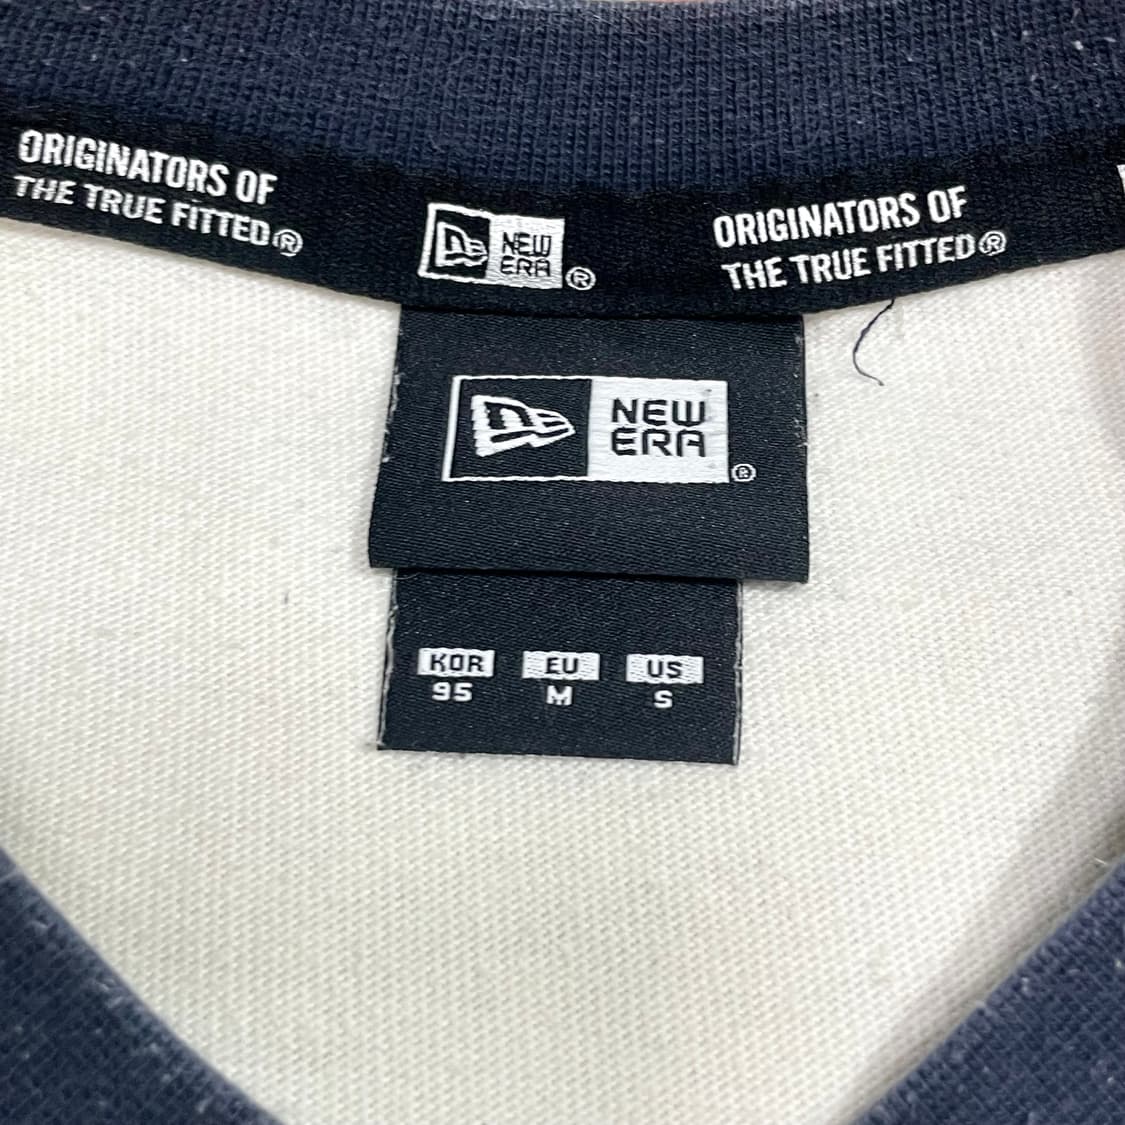 ORIGINATORS OF
THE TRUE FITTED®
NEW
ERA®
ORIGINATORS OF
THE TRUE FITTED®
NEW
ERA®
KOR EU US
95 M S